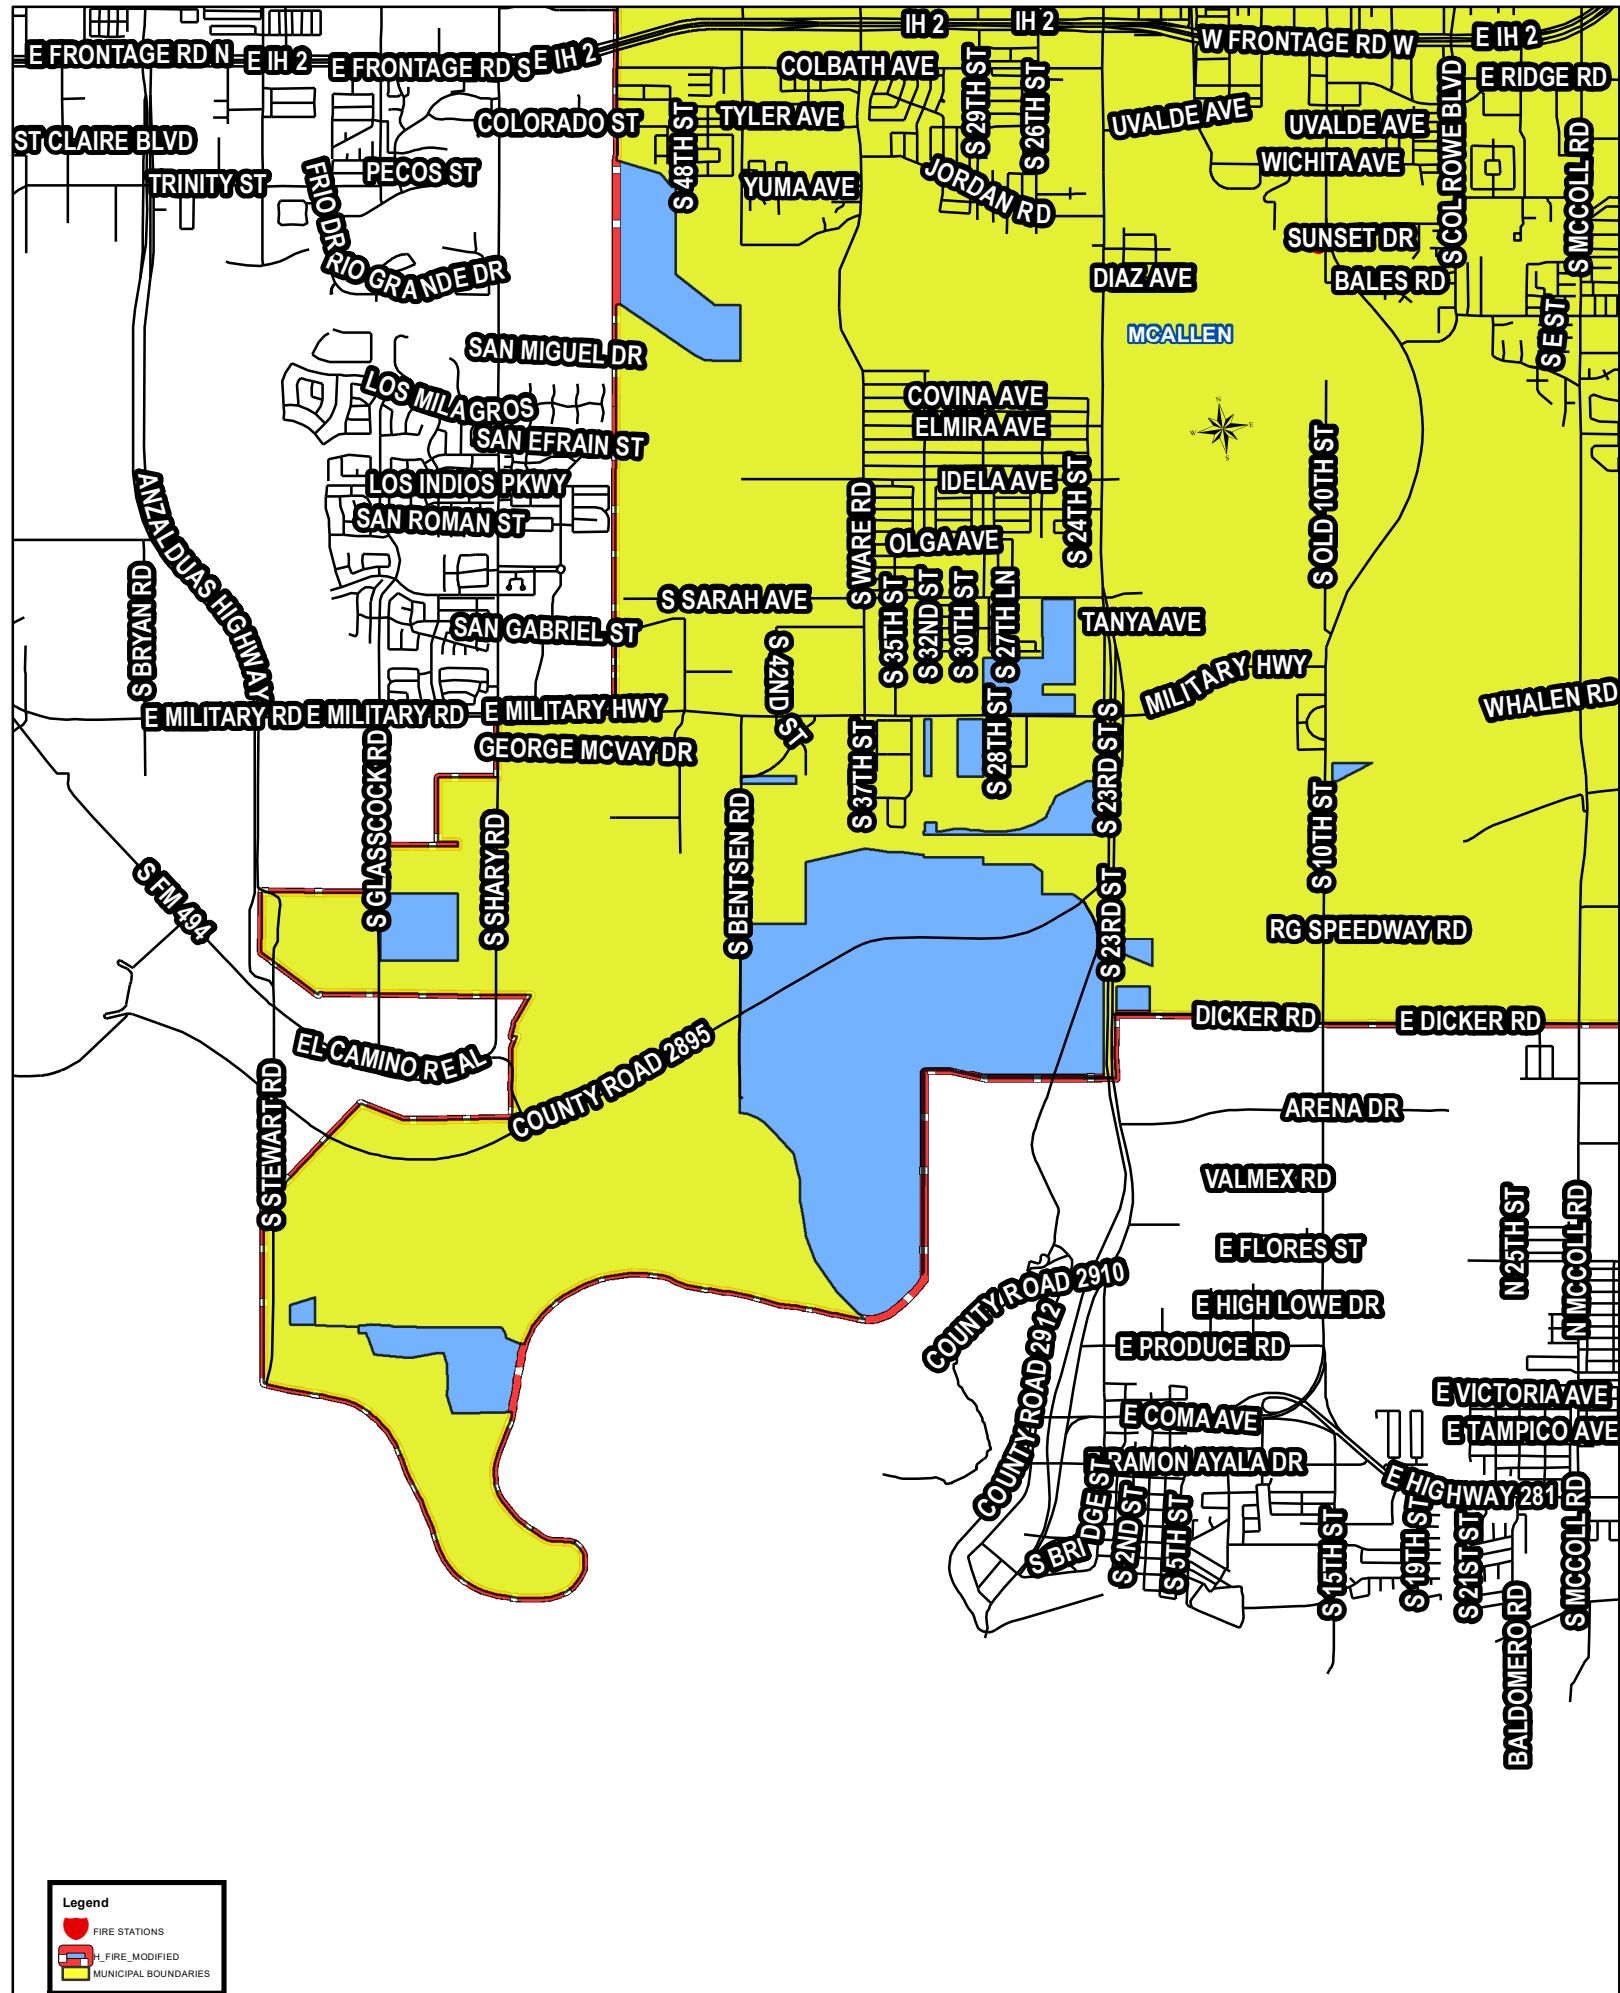 IH 2
IH 2
E FRONTAGE RD N
E IH 2
E FRONTAGE RD S
E IH 2
W FRONTAGE RD W
E IH 2
COLBATH AVE
E RIDGE RD
S 48TH ST
TYLER AVE
S 29TH ST
S 26TH ST
UVALDE AVE
UVALDE AVE
S COL ROWE BLVD
S MCCOLL RD
COLORADO ST
ST CLAIRE BLVD
TRINITY ST
FRIO DR
PECOS ST
YUMA AVE
JORDAN RD
WICHITA AVE
SUNSET DR
RIO GRANDE DR
DIAZ AVE
BALES RD
MCALLEN
S E ST
SAN MIGUEL DR
LOS MILAGROS
COVINA AVE
ELMIRA AVE
N
W
E
S
SAN EFRAIN ST
LOS INDIOS PKWY
IDELA AVE
S 24TH ST
S OLD 10TH ST
SAN ROMAN ST
ANZALDUAS HIGHWAY
S WARE RD
OLGA AVE
S BRYAN RD
S SARAH AVE
S 35TH ST
S 32ND ST
S 30TH ST
S 27TH LN
TANYA AVE
SAN GABRIEL ST
S 42ND ST
MILITARY HWY
WHALEN RD
E MILITARY RD
E MILITARY RD
E MILITARY HWY
GEORGE MCVAY DR
S 37TH ST
S 28TH ST
S 23RD ST S
S GLASSCOCK RD
S SHARY RD
S BENTSEN RD
S 10TH ST
S FM 494
S 23RD ST
RG SPEEDWAY RD
DICKER RD
E DICKER RD
EL CAMINO REAL
COUNTY ROAD 2895
S STEWART RD
ARENA DR
VALMEX RD
N 25TH ST
N MCCOLL RD
E FLORES ST
COUNTY ROAD 2910
E HIGH LOWE DR
COUNTY ROAD 2912
E PRODUCE RD
E VICTORIA AVE
E COMA AVE
E TAMPICO AVE
RAMON AYALA DR
E HIGHWAY 281
S BRIDGE ST
S 2ND ST
S 5TH ST
S 15TH ST
S 19TH ST
S 21ST ST
S MCCOLL RD
BALDOMERO RD
Legend
FIRE STATIONS
H_FIRE_MODIFIED
MUNICIPAL BOUNDARIES